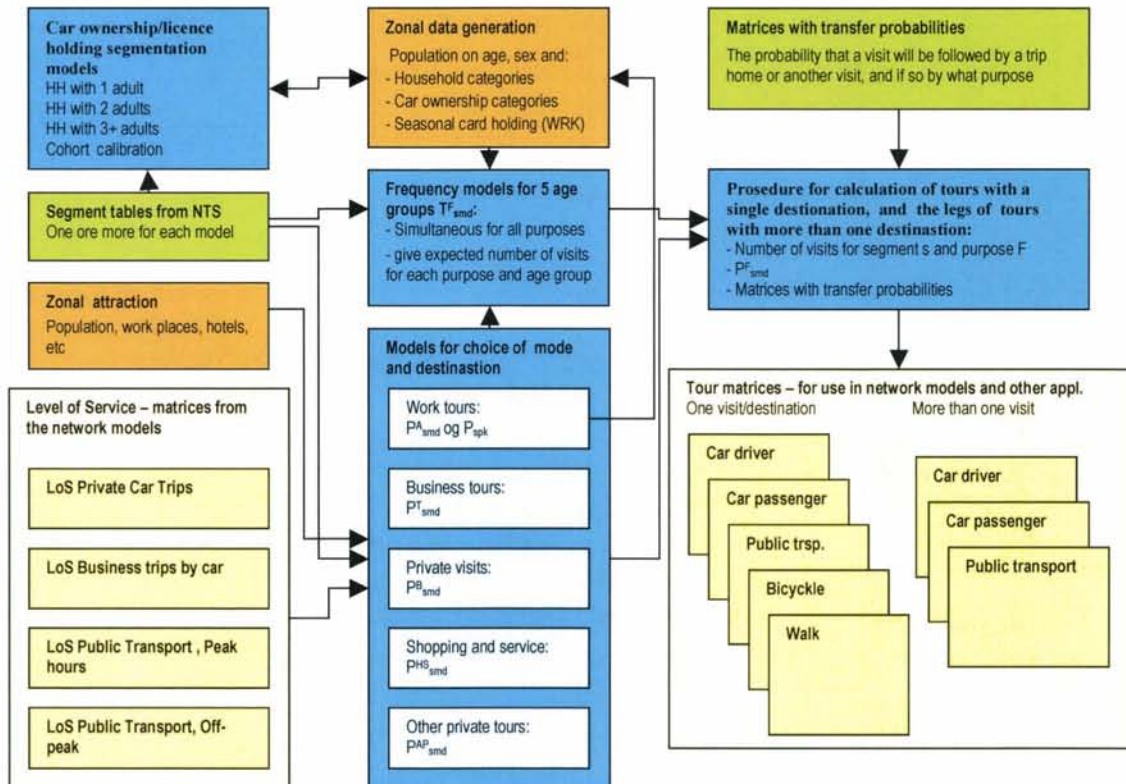 Car ownership/licence
holding segmentation
models
HH with 1 adult
HH with 2 adults
HH with 3+ adults
Cohort calibration
Zonal data generation
Population on age, sex and:
- Household categories
- Car ownership categories
- Seasonal card holding (WRK)
Matrices with transfer probabilities
The probability that a visit will be followed by a trip
home or another visit, and if so by what purpose
Segment tables from NTS
One ore more for each model
Frequency models for 5 age
groups T^F_smd:
- Simultaneous for all purposes
- give expected number of visits
for each purpose and age group
Prosedure for calculation of tours with a
single destionation, and the legs of tours
with more than one destinastion:
- Number of visits for segment s and purpose F
- P^F_smd
- Matrices with transfer probabilities
Zonal attraction
Population, work places, hotels,
etc
Models for choice of mode
and destinastion
Work tours:
P^A_smd og P_spk
Business tours:
P^T_smd
Private visits:
P^B_smd
Shopping and service:
P^HS_smd
Other private tours:
P^AP_smd
Level of Service – matrices from
the network models
LoS Private Car Trips
LoS Business trips by car
LoS Public Transport , Peak
hours
LoS Public Transport, Off-
peak
Tour matrices – for use in network models and other appl.
One visit/destination
More than one visit
Car driver
Car passenger
Public trsp.
Bicyckle
Walk
Car driver
Car passenger
Public transport